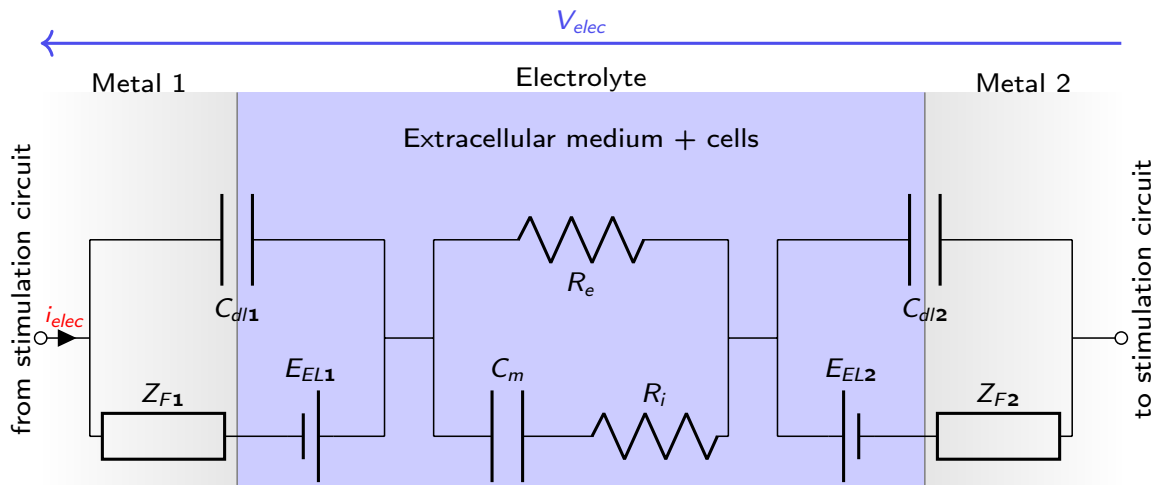 V_elec
Metal 1
Electrolyte
Metal 2
Extracellular medium + cells
from stimulation circuit
to stimulation circuit
R_e
C_dl1
C_dl2
i_elec
E_EL1
C_m
E_EL2
Z_F1
R_i
Z_F2